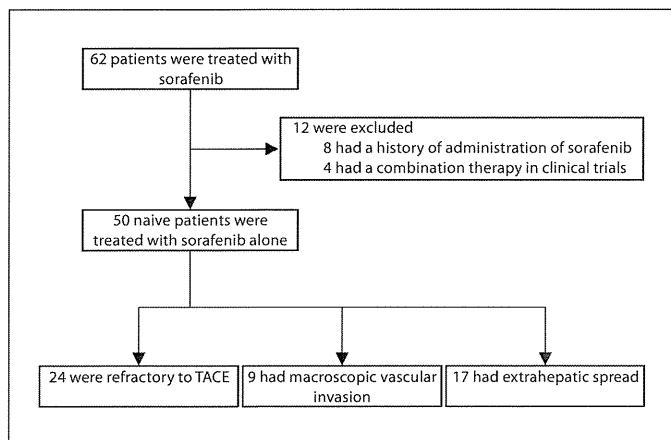 62 patients were treated with
sorafenib
12 were excluded
8 had a history of administration of sorafenib
4 had a combination therapy in clinical trials
50 naive patients were
treated with sorafenib alone
24 were refractory to TACE
9 had macroscopic vascular
invasion
17 had extrahepatic spread